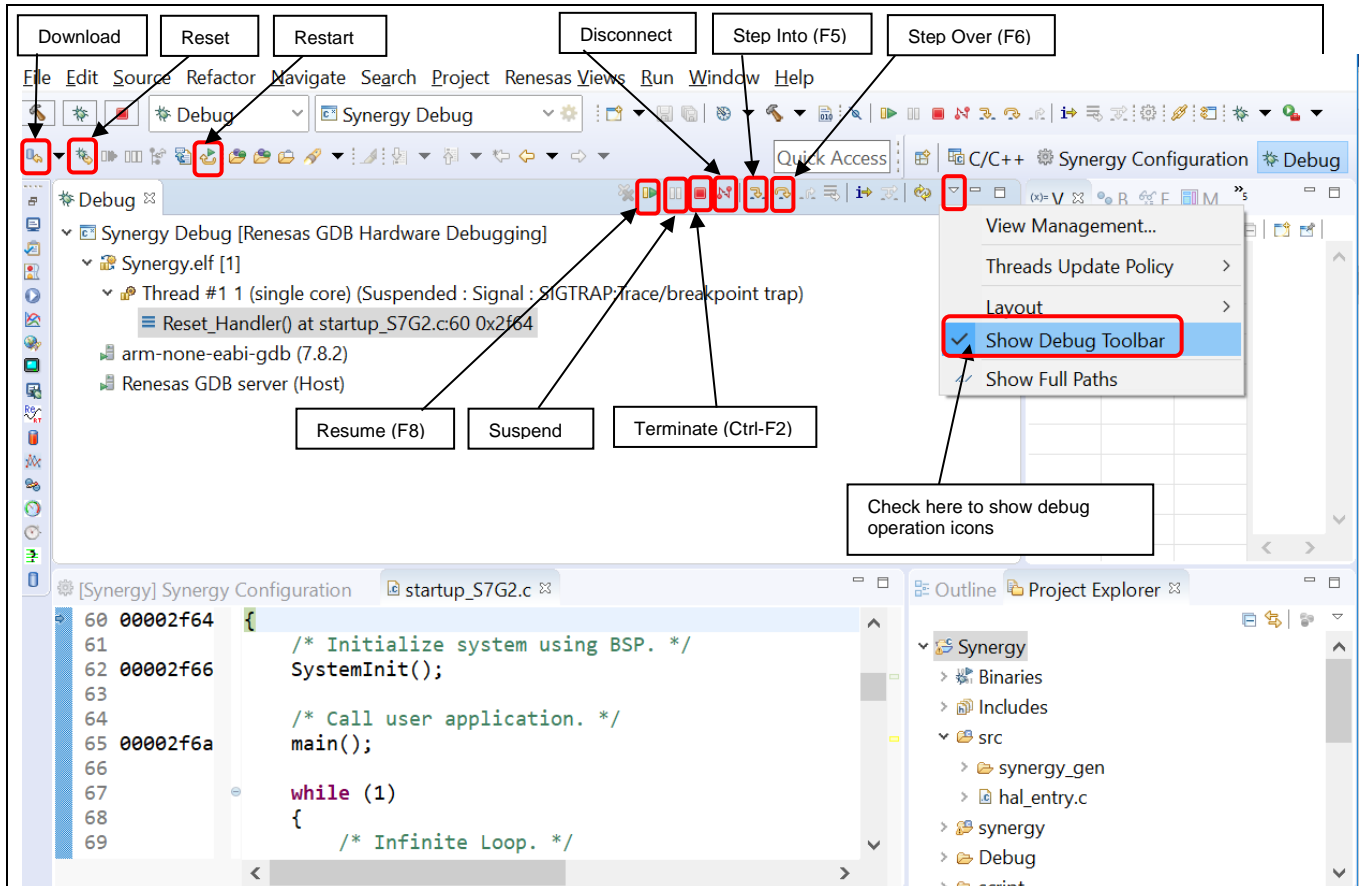 Download
Reset
Restart
Disconnect
Step Into (F5)
Step Over (F6)
File Edit Source Refactor Navigate Search Project Renesas Views Run Window Help
Debug
Synergy Debug
Quick Access
C/C++
Synergy Configuration
Debug
Debug
(x)= V
B
E
M
»5
Synergy Debug [Renesas GDB Hardware Debugging]
Synergy.elf [1]
Thread #1 1 (single core) (Suspended : Signal : SIGTRAP:Trace/breakpoint trap)
Reset_Handler() at startup_S7G2.c:60 0x2f64
arm-none-eabi-gdb (7.8.2)
Renesas GDB server (Host)
View Management...
Threads Update Policy
Layout
Show Debug Toolbar
Show Full Paths
Resume (F8)
Suspend
Terminate (Ctrl-F2)
Check here to show debug
operation icons
[Synergy] Synergy Configuration
startup_S7G2.c
60 00002f64 {
61 /* Initialize system using BSP. */
62 00002f66 SystemInit();
63
64 /* Call user application. */
65 00002f6a main();
66
67 while (1)
68 {
69 /* Infinite Loop. */
Outline
Project Explorer
Synergy
Binaries
Includes
src
synergy_gen
hal_entry.c
synergy
Debug
script